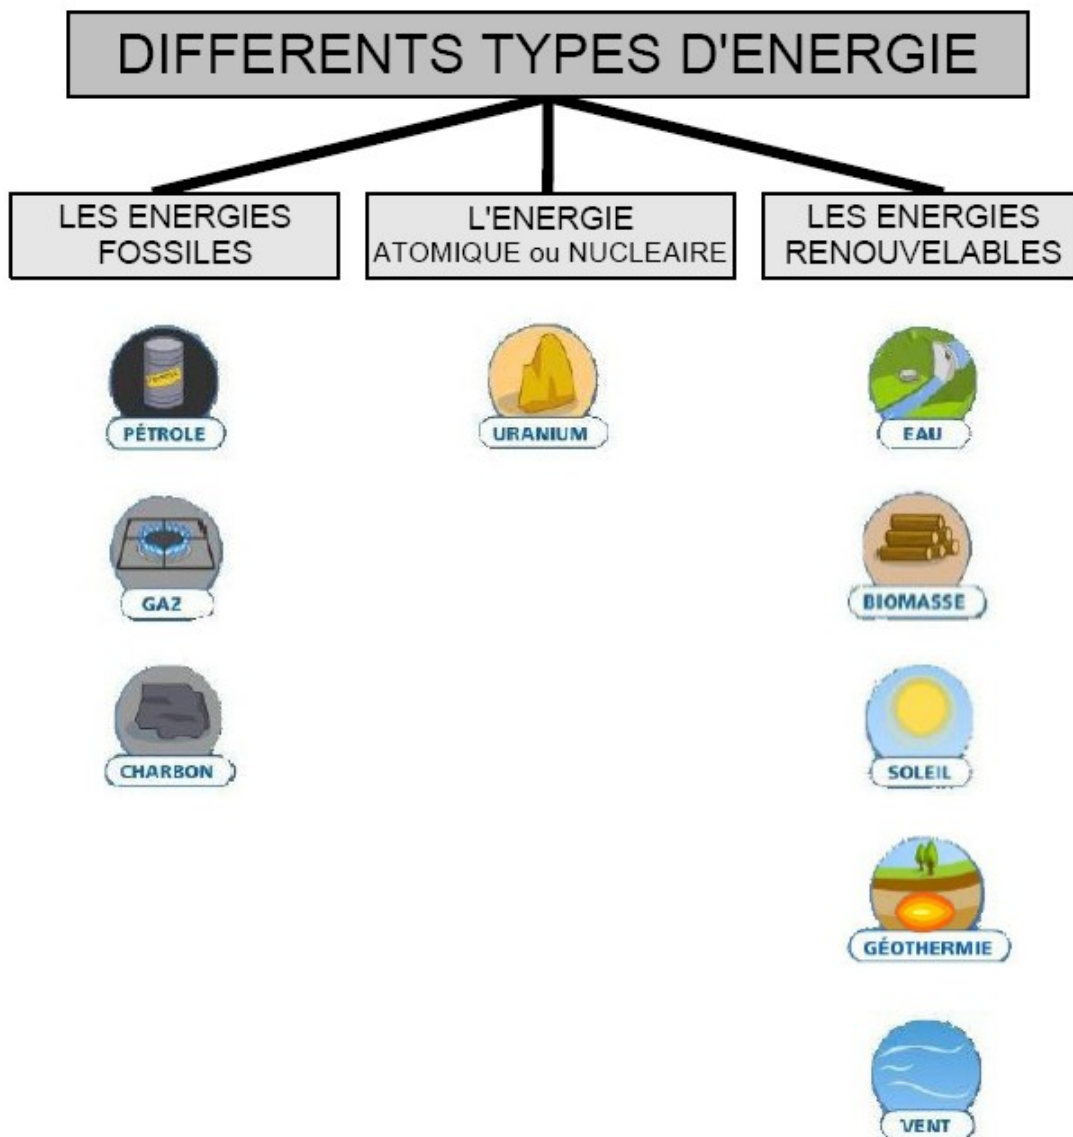 DIFFERENTS TYPES D'ENERGIE
LES ENERGIES
FOSSILES
L'ENERGIE
ATOMIQUE ou NUCLEAIRE
LES ENERGIES
RENOUVELABLES
PÉTROLE
GAZ
CHARBON
URANIUM
EAU
BIOMASSE
SOLEIL
GÉOTHERMIE
VENT